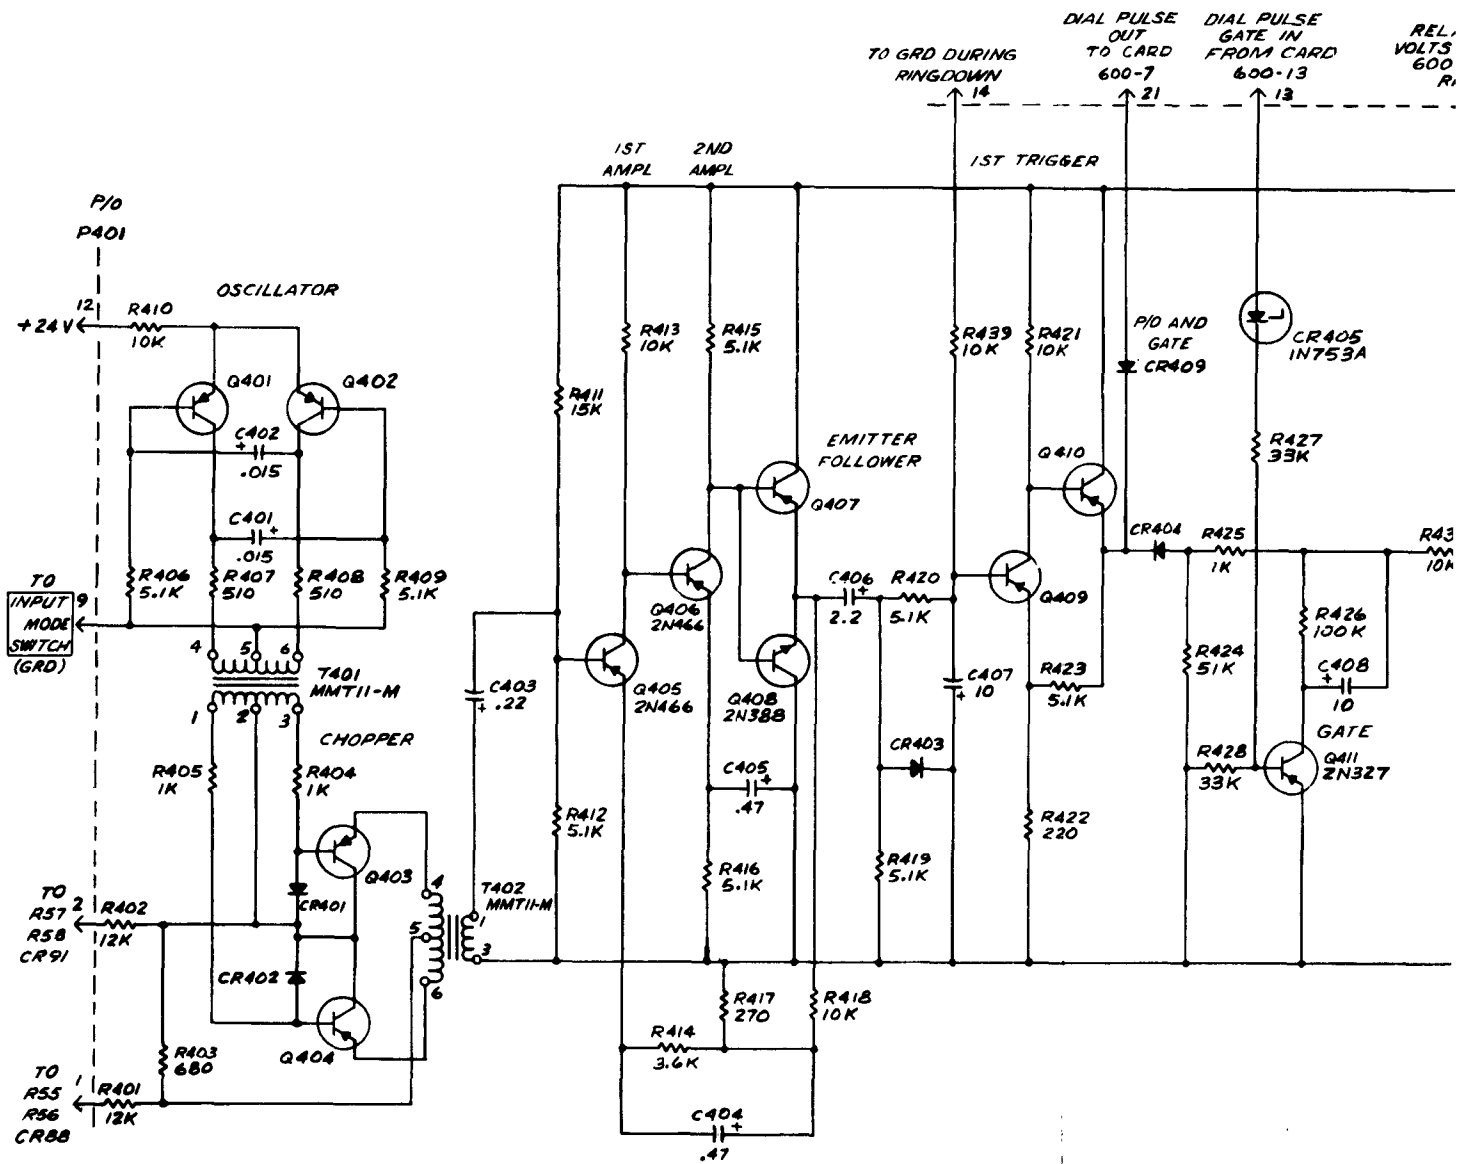 DIAL PULSE
OUT
TO CARD
600-7
21
DIAL PULSE
GATE IN
FROM CARD
600-13
13
VOLTS
600
TO GRD DURING
RINGDOWN
14
1ST
AMPL
2ND
AMPL
1ST TRIGGER
P/O
P401
OSCILLATOR
+24V
12
R410
10K
Q401
Q402
C402
+
.015
C401
+
.015
R406
5.1K
R407
510
R408
510
R409
5.1K
TO
INPUT
MODE
SWITCH
(GRD)
9
4
5
6
T401
MMT11-M
1
2
3
CHOPPER
R405
1K
R404
1K
Q403
CR401
CR402
Q404
TO
R57
R58
CR91
2
R402
12K
R403
680
TO
R55
R56
CR88
1
R401
12K
4
5
6
T402
MMT11-M
1
3
C403
+ .22
R411
15K
R412
5.1K
R413
10K
R415
5.1K
Q405
2N466
Q406
2N466
EMITTER
FOLLOWER
Q407
Q408
2N388
C405
+
.47
R416
5.1K
R417
270
R418
10K
R414
3.6K
C404
+
.47
C406
+
2.2
R420
5.1K
CR403
R419
5.1K
R439
10K
C407
+ 10
R421
10K
Q409
Q410
R423
5.1K
R422
220
P/O AND
GATE
CR409
CR404
R425
1K
R424
51K
R428
33K
CR405
1N753A
R427
33K
R426
100K
C408
+
10
GATE
Q411
2N327
10K